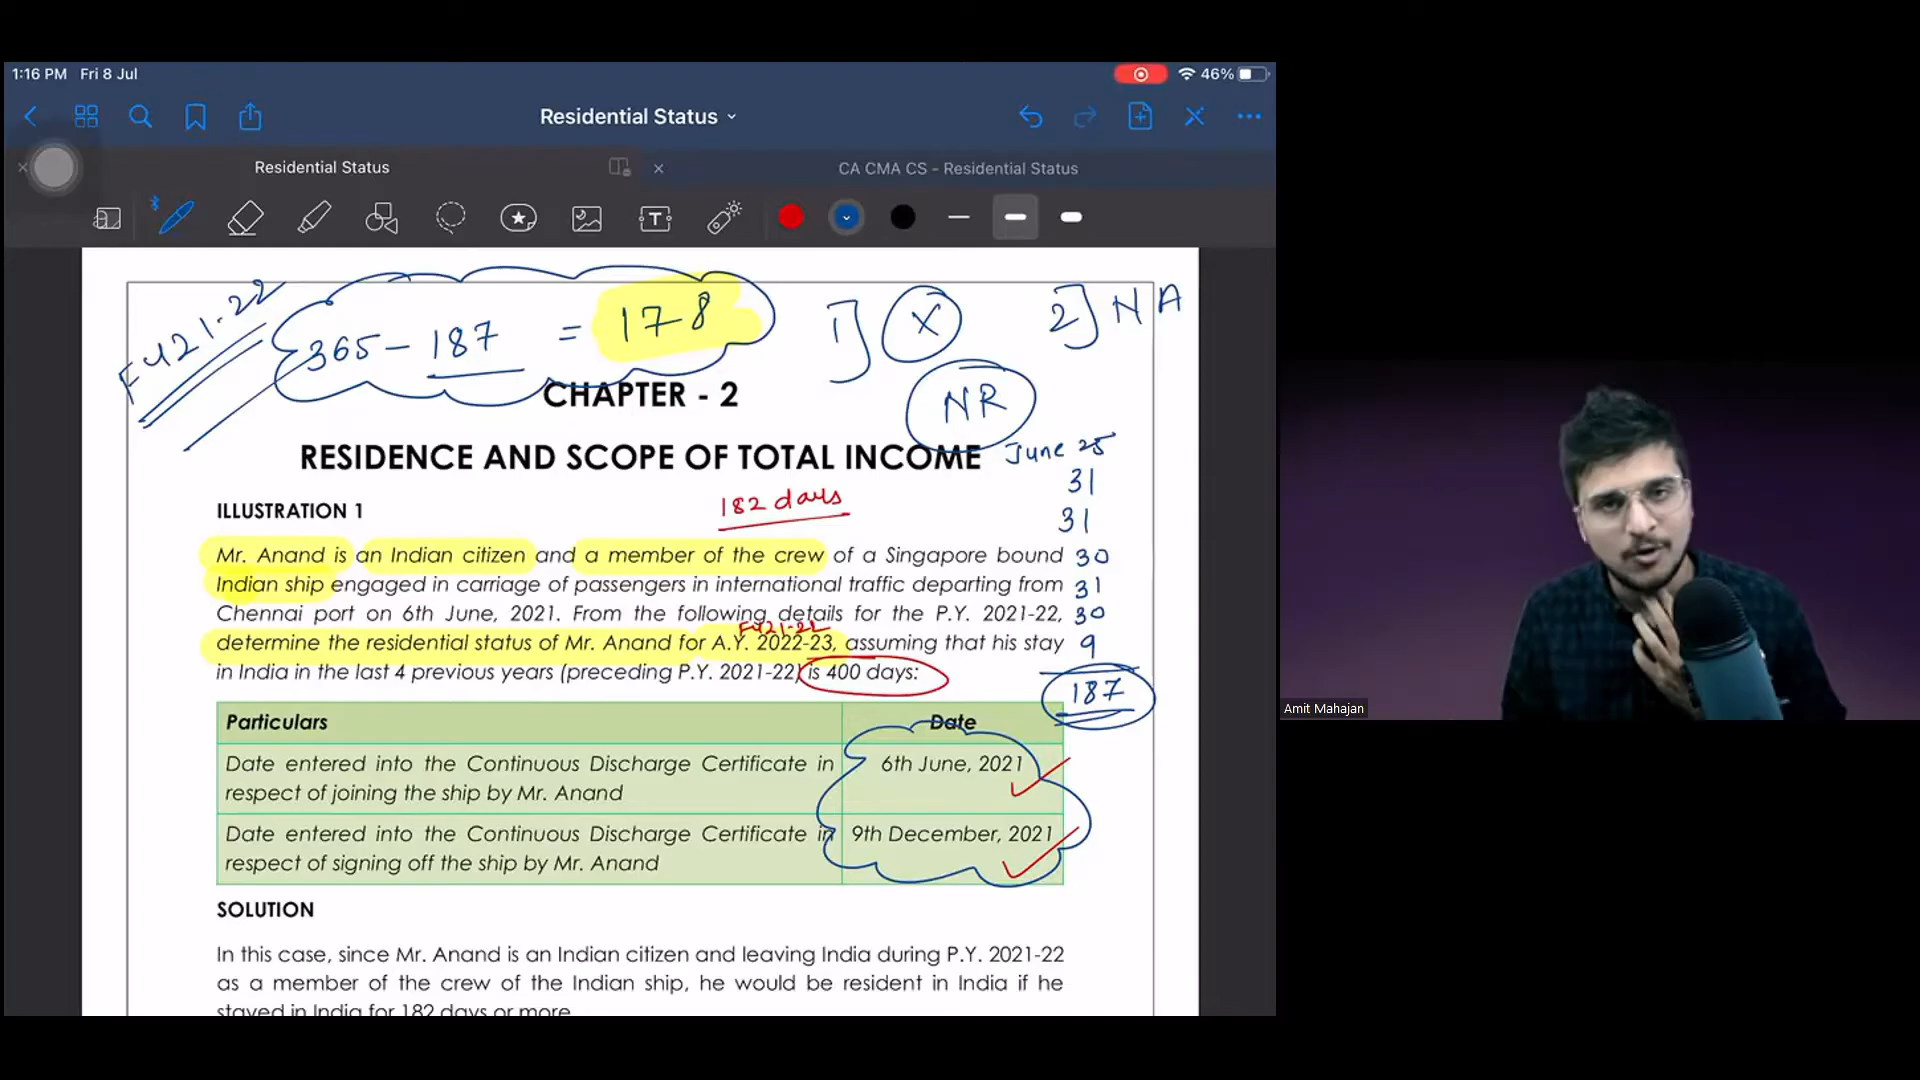 1:16 PM Fri 8 Jul
46%
Residential Status
Residential Status
CA CMA CS - Residential Status
T
FY 21-22
365 - 187 = 178
1] X
2] NA
NR
CHAPTER - 2
RESIDENCE AND SCOPE OF TOTAL INCOME
June 25
31
31
30
31
30
9
187
ILLUSTRATION 1
182 days
Mr. Anand is an Indian citizen and a member of the crew of a Singapore bound
Indian ship engaged in carriage of passengers in international traffic departing from
Chennai port on 6th June, 2021. From the following details for the P.Y. 2021-22,
FY 21-22
determine the residential status of Mr. Anand for A.Y. 2022-23, assuming that his stay
in India in the last 4 previous years (preceding P.Y. 2021-22) is 400 days:
Particulars Date
Date entered into the Continuous Discharge Certificate in
respect of joining the ship by Mr. Anand
6th June, 2021
Date entered into the Continuous Discharge Certificate in
respect of signing off the ship by Mr. Anand
9th December, 2021
SOLUTION
In this case, since Mr. Anand is an Indian citizen and leaving India during P.Y. 2021-22
as a member of the crew of the Indian ship, he would be resident in India if he
stayed in India for 182 days or more
Amit Mahajan